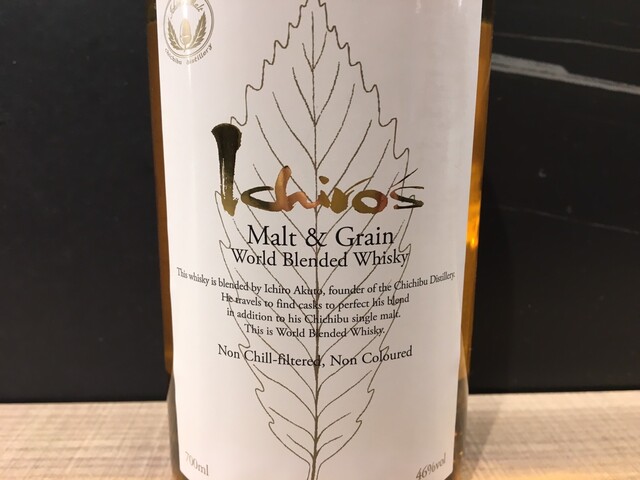 Ichiro's
Malt & Grain
World Blended Whisky
This whisky is blended by Ichiro Akuto, founder of the Chichibu Distillery.
He travels to find casks to perfect his blend
in addition to his Chichibu single malt.
This is World Blended Whisky.
Non Chill-filtered, Non Coloured
700ml
46%vol